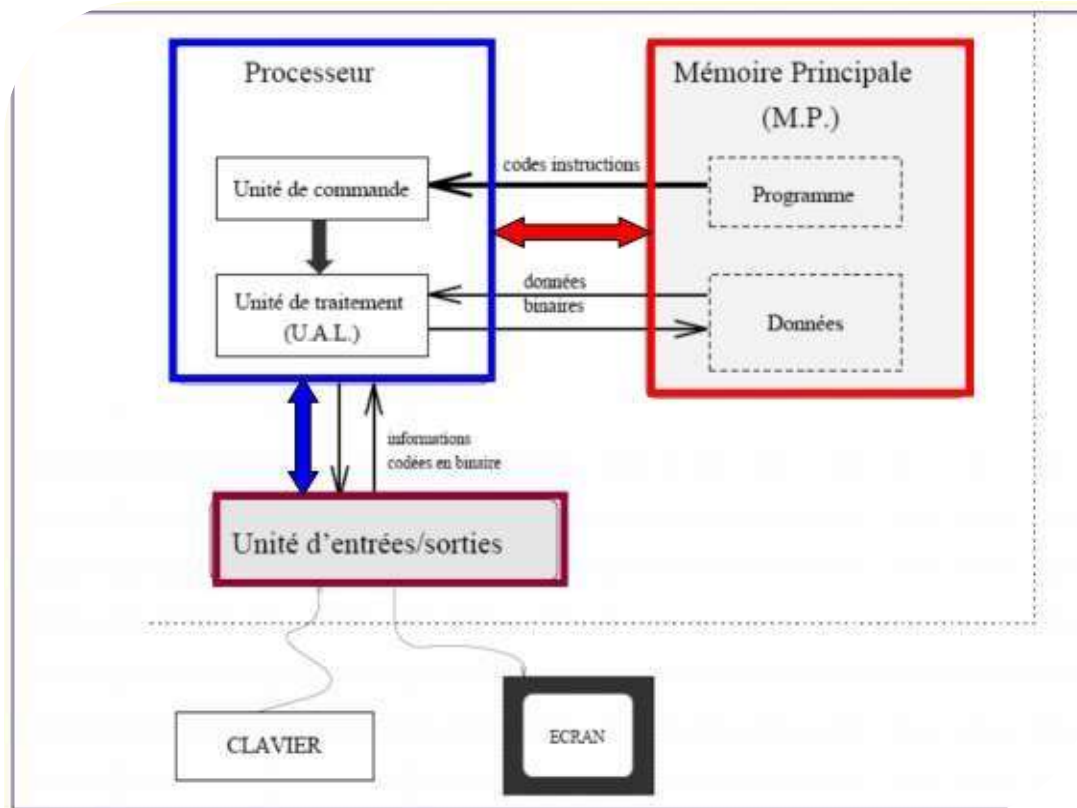 Processeur
Mémoire Principale
(M.P.)
codes instructions
Unité de commande
Programme
données
binaires
Unité de traitement
(U.A.L.)
Données
informations
codées en binaire
Unité d’entrées/sorties
CLAVIER
ECRAN